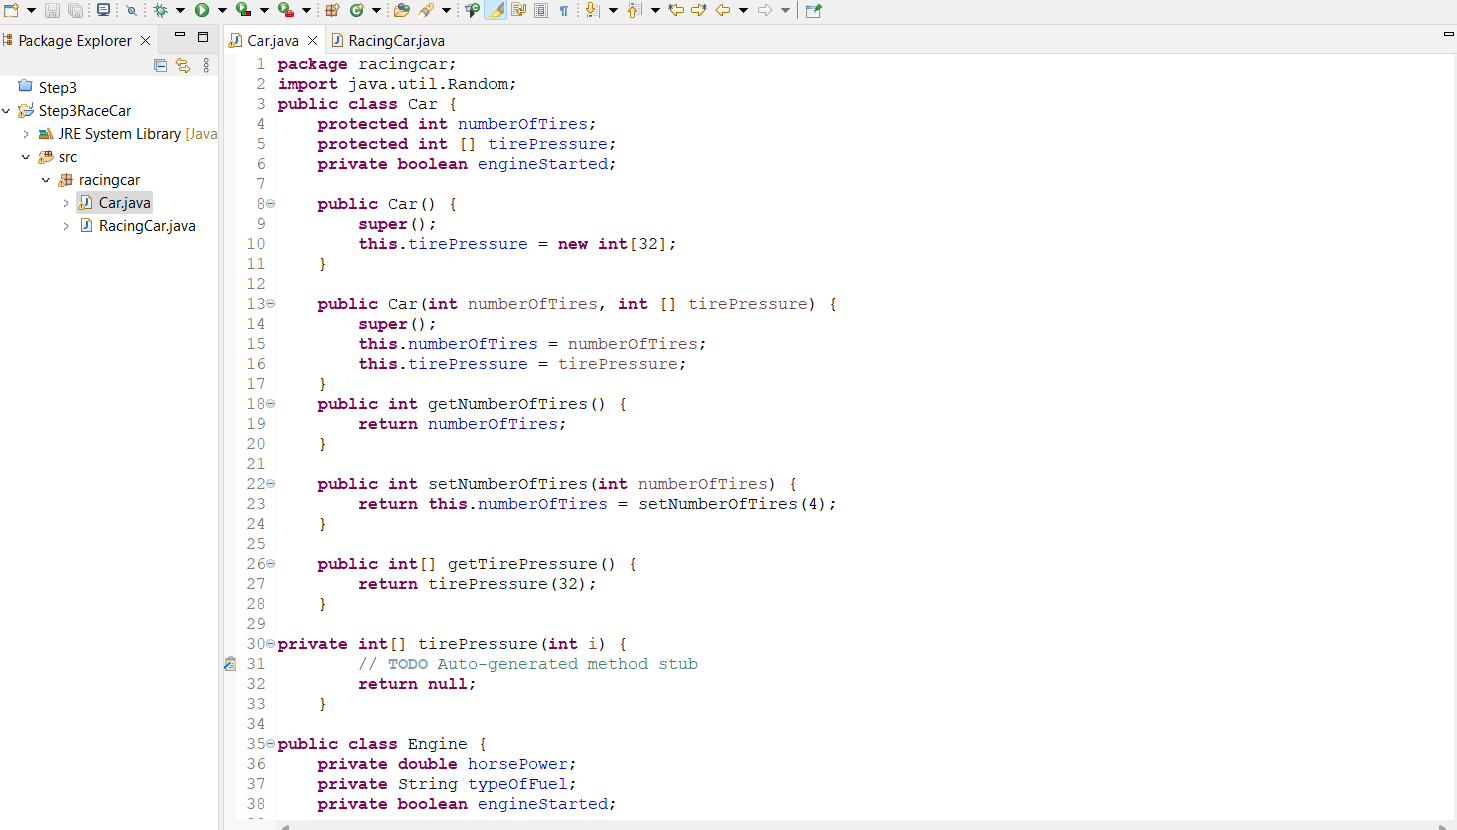 Package Explorer
Step3
Step3RaceCar
JRE System Library [Java
src
racingcar
Car.java
RacingCar.java
Car.java
RacingCar.java
1 package racingcar;
2 import java.util.Random;
3 public class Car {
4     protected int numberOfTires;
5     protected int [] tirePressure;
6     private boolean engineStarted;
7
8     public Car() {
9         super();
10         this.tirePressure = new int[32];
11     }
12
13     public Car(int numberOfTires, int [] tirePressure) {
14         super();
15         this.numberOfTires = numberOfTires;
16         this.tirePressure = tirePressure;
17     }
18     public int getNumberOfTires() {
19         return numberOfTires;
20     }
21
22     public int setNumberOfTires(int numberOfTires) {
23         return this.numberOfTires = setNumberOfTires(4);
24     }
25
26     public int[] getTirePressure() {
27         return tirePressure(32);
28     }
29
30 private int[] tirePressure(int i) {
31         // TODO Auto-generated method stub
32         return null;
33     }
34
35 public class Engine {
36     private double horsePower;
37     private String typeOfFuel;
38     private boolean engineStarted;